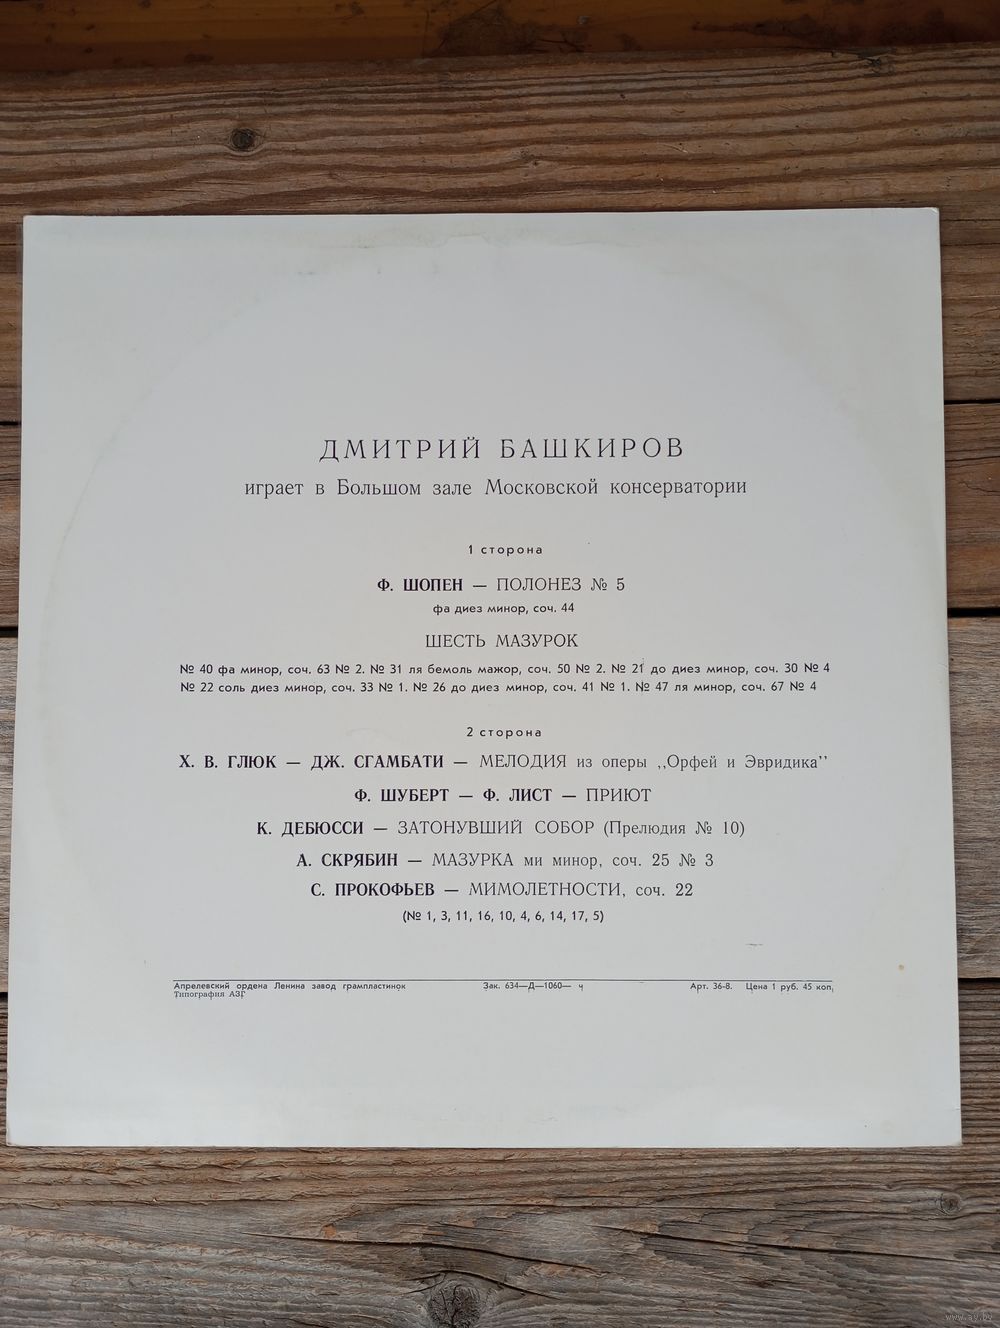 ДМИТРИЙ БАШКИРОВ
играет в Большом зале Московской консерватории
1 сторона
Ф. ШОПЕН — ПОЛОНЕЗ № 5
фа диез минор, соч. 44
ШЕСТЬ МАЗУРОК
№ 40 фа минор, соч. 63 № 2. № 31 ля бемоль мажор, соч. 50 № 2. № 21 до диез минор, соч. 30 № 4
№ 22 соль диез минор, соч. 33 № 1. № 26 до диез минор, соч. 41 № 1. № 47 ля минор, соч. 67 № 4
2 сторона
Х. В. ГЛЮК — ДЖ. СГАМБАТИ — МЕЛОДИЯ из оперы „Орфей и Эвридика"
Ф. ШУБЕРТ — Ф. ЛИСТ — ПРИЮТ
К. ДЕБЮССИ — ЗАТОНУВШИЙ СОБОР (Прелюдия № 10)
А. СКРЯБИН — МАЗУРКА ми минор, соч. 25 № 3
С. ПРОКОФЬЕВ — МИМОЛЕТНОСТИ, соч. 22
(№ 1, 3, 11, 16, 10, 4, 6, 14, 17, 5)
Апрелевский ордена Ленина завод грампластинок Зак. 634—Д—1060— ч Арт. 36-8. Цена 1 руб. 45 коп.
Типография АЗГ
www.ay.by